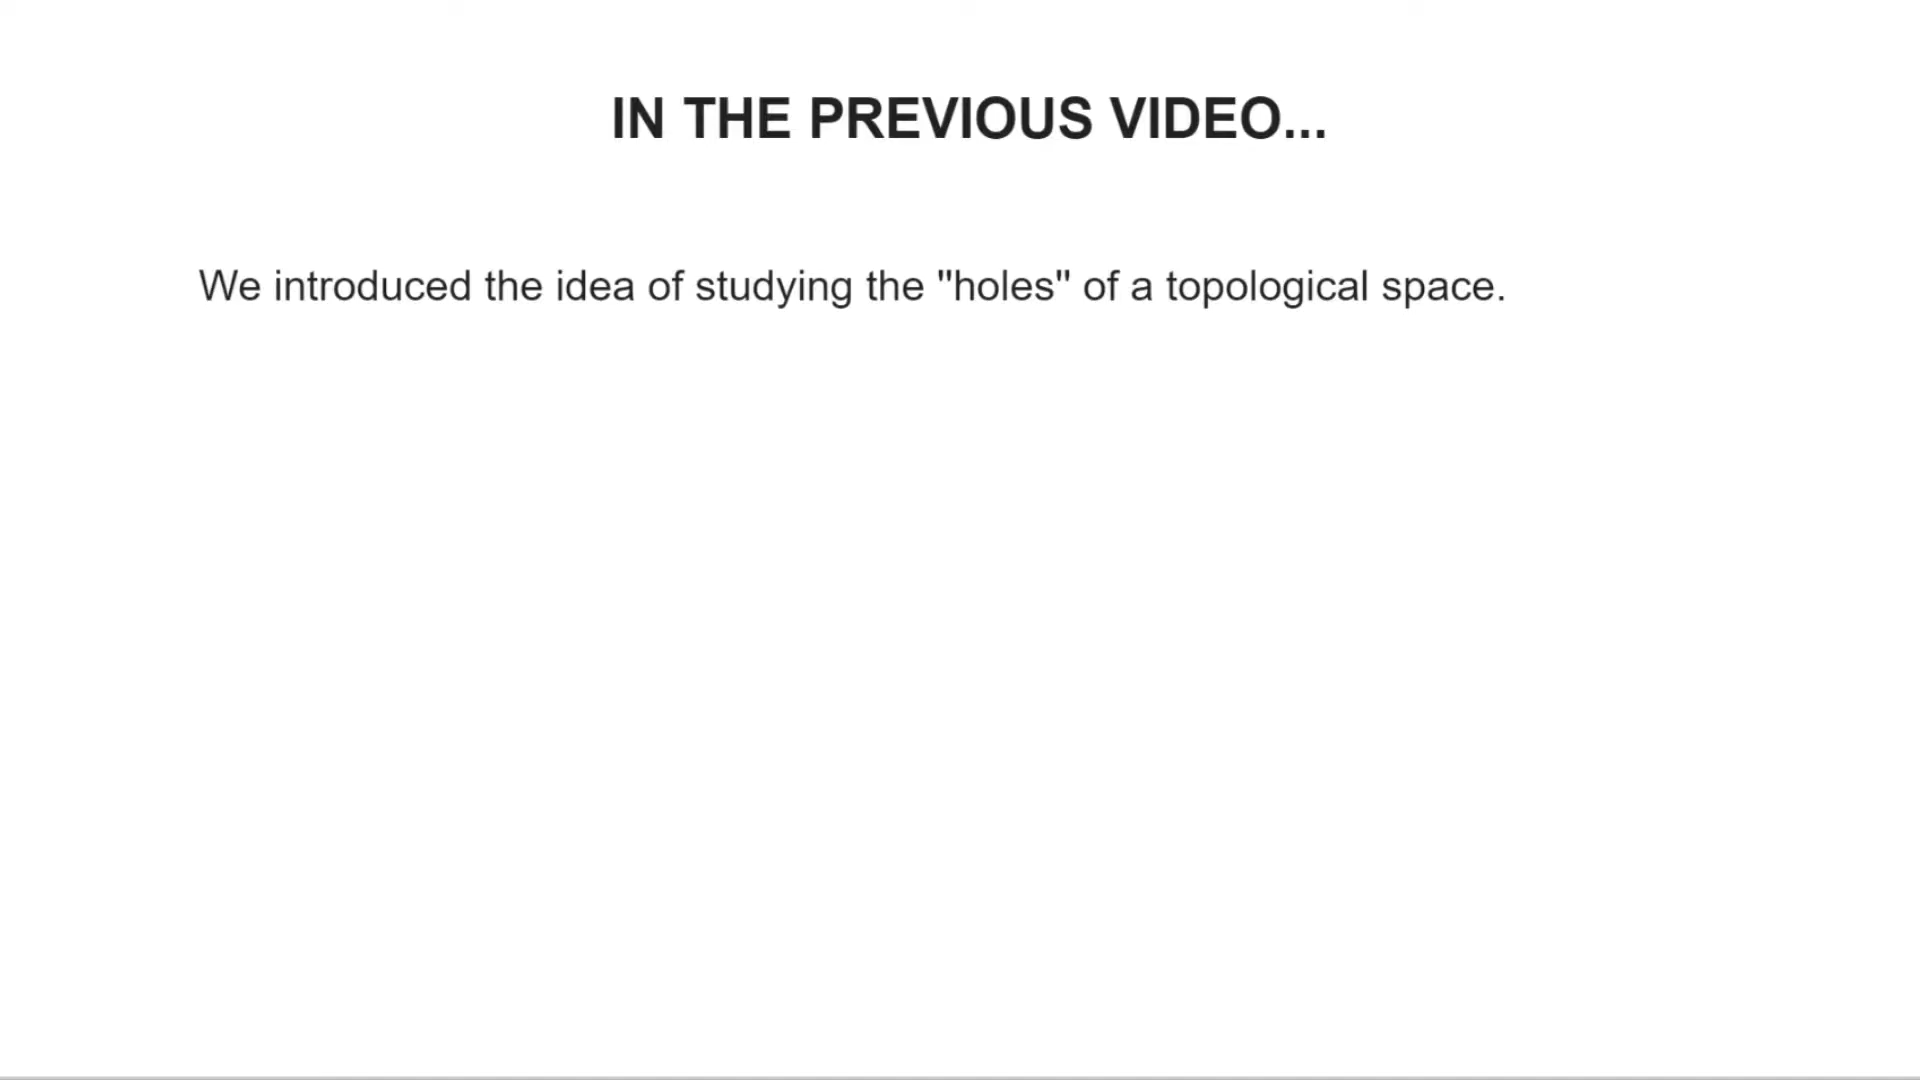 IN THE PREVIOUS VIDEO...
We introduced the idea of studying the "holes" of a topological space.